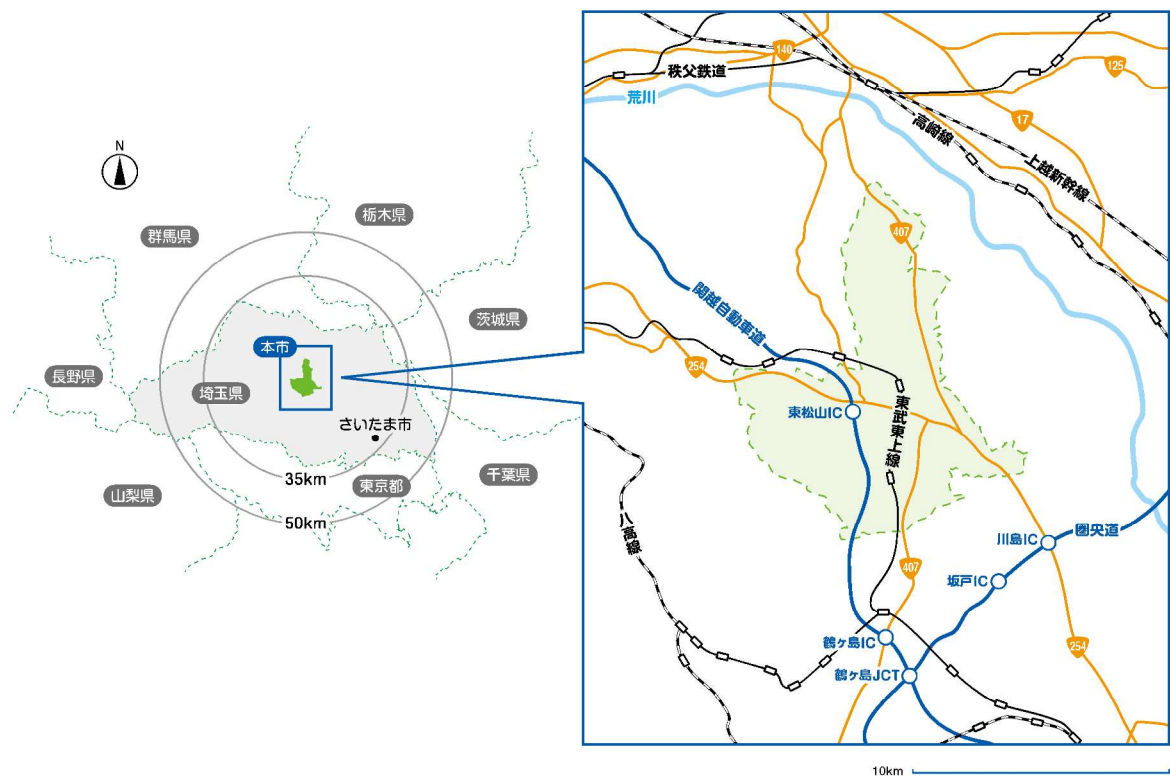 N
栃木県
群馬県
茨城県
本市
長野県
埼玉県
さいたま市
35km
東京都
千葉県
山梨県
50km
140
秩父鉄道
125
荒川
17
高崎線
上越新幹線
407
関越自動車道
254
東松山IC
東武東上線
八高線
川島IC
圏央道
407
坂戸IC
鶴ヶ島IC
254
鶴ヶ島JCT
10km